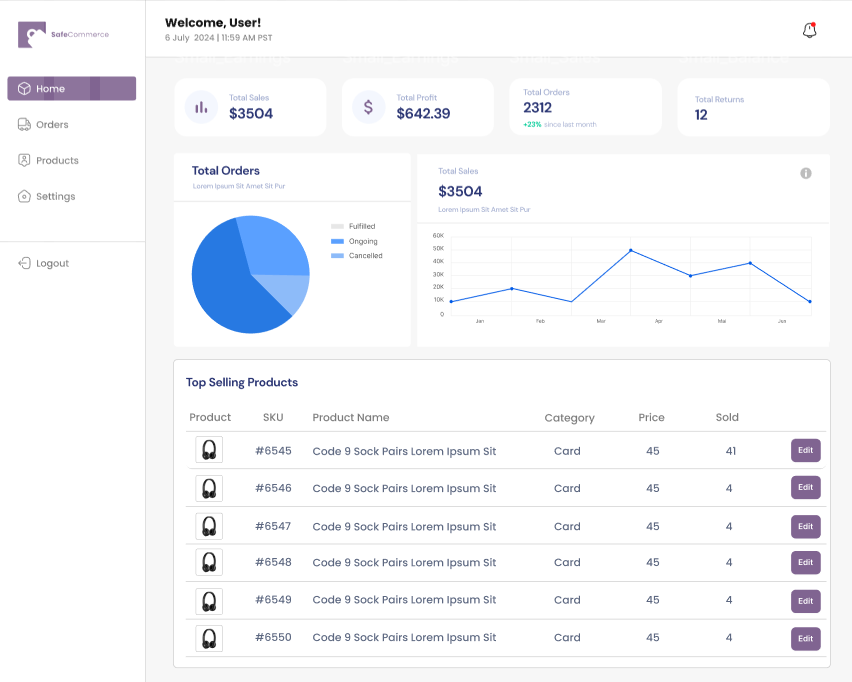 SafeCommerce
Welcome, User!
6 July 2024 | 11:59 AM PST
Home
Orders
Products
Settings
Logout
Total Sales
$3504
Total Profit
$642.39
Total Orders
2312
+23% since last month
Total Returns
12
Total Orders
Lorem Ipsum Sit Amet Sit Pur
Fulfilled
Ongoing
Cancelled
Total Sales
$3504
Lorem Ipsum Sit Amet Sit Pur
60K
50K
40K
30K
20K
10K
0
Jan Feb Mar Apr Mai Jun
Top Selling Products
Product SKU Product Name Category Price Sold
#6545 Code 9 Sock Pairs Lorem Ipsum Sit Card 45 41 Edit
#6546 Code 9 Sock Pairs Lorem Ipsum Sit Card 45 4 Edit
#6547 Code 9 Sock Pairs Lorem Ipsum Sit Card 45 4 Edit
#6548 Code 9 Sock Pairs Lorem Ipsum Sit Card 45 4 Edit
#6549 Code 9 Sock Pairs Lorem Ipsum Sit Card 45 4 Edit
#6550 Code 9 Sock Pairs Lorem Ipsum Sit Card 45 4 Edit